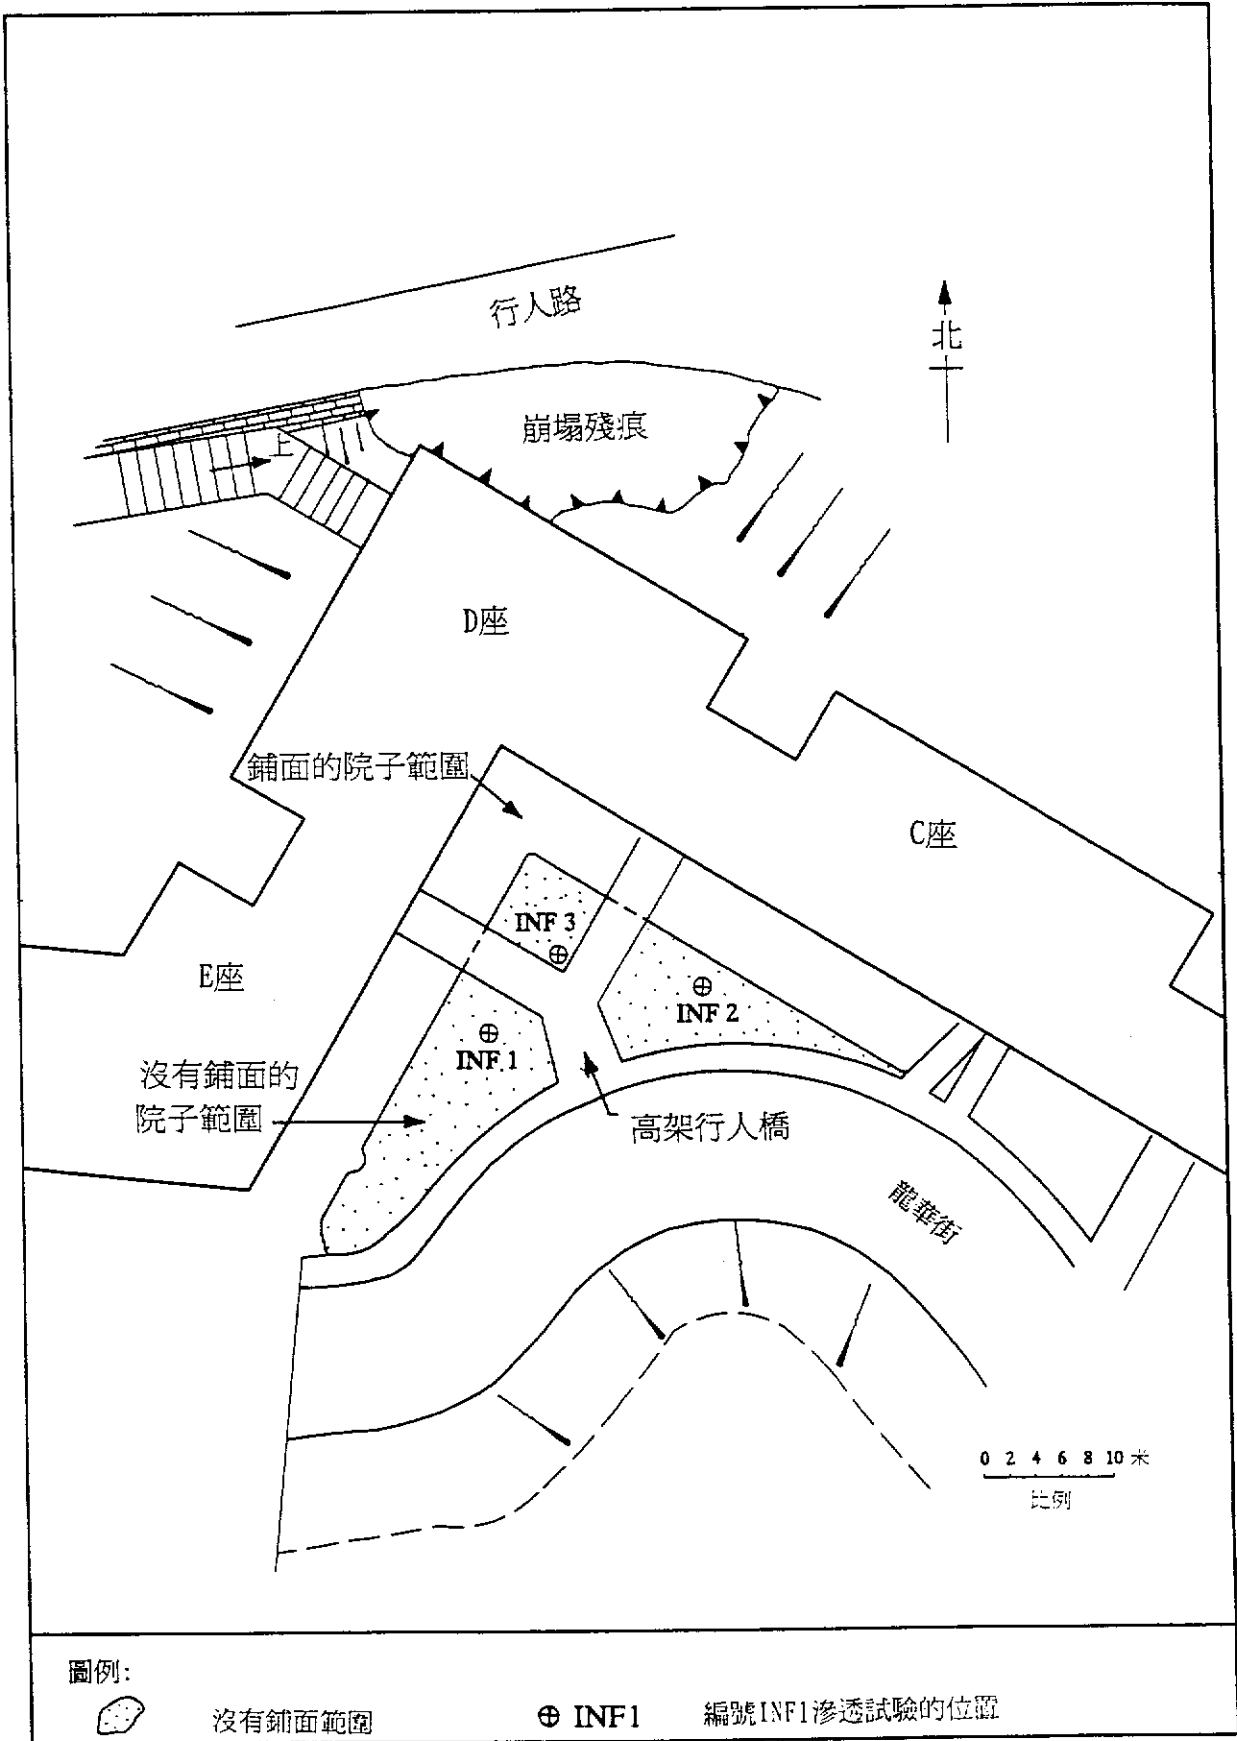 行人路
北
崩塌殘痕
上
D座
鋪面的院子範圍
C座
INF 3
E座
INF 2
INF 1
沒有鋪面的
院子範圍
高架行人橋
龍華街
0 2 4 6 8 10 米
比例
圖例:
沒有鋪面範圍
INF1
編號INF1滲透試驗的位置